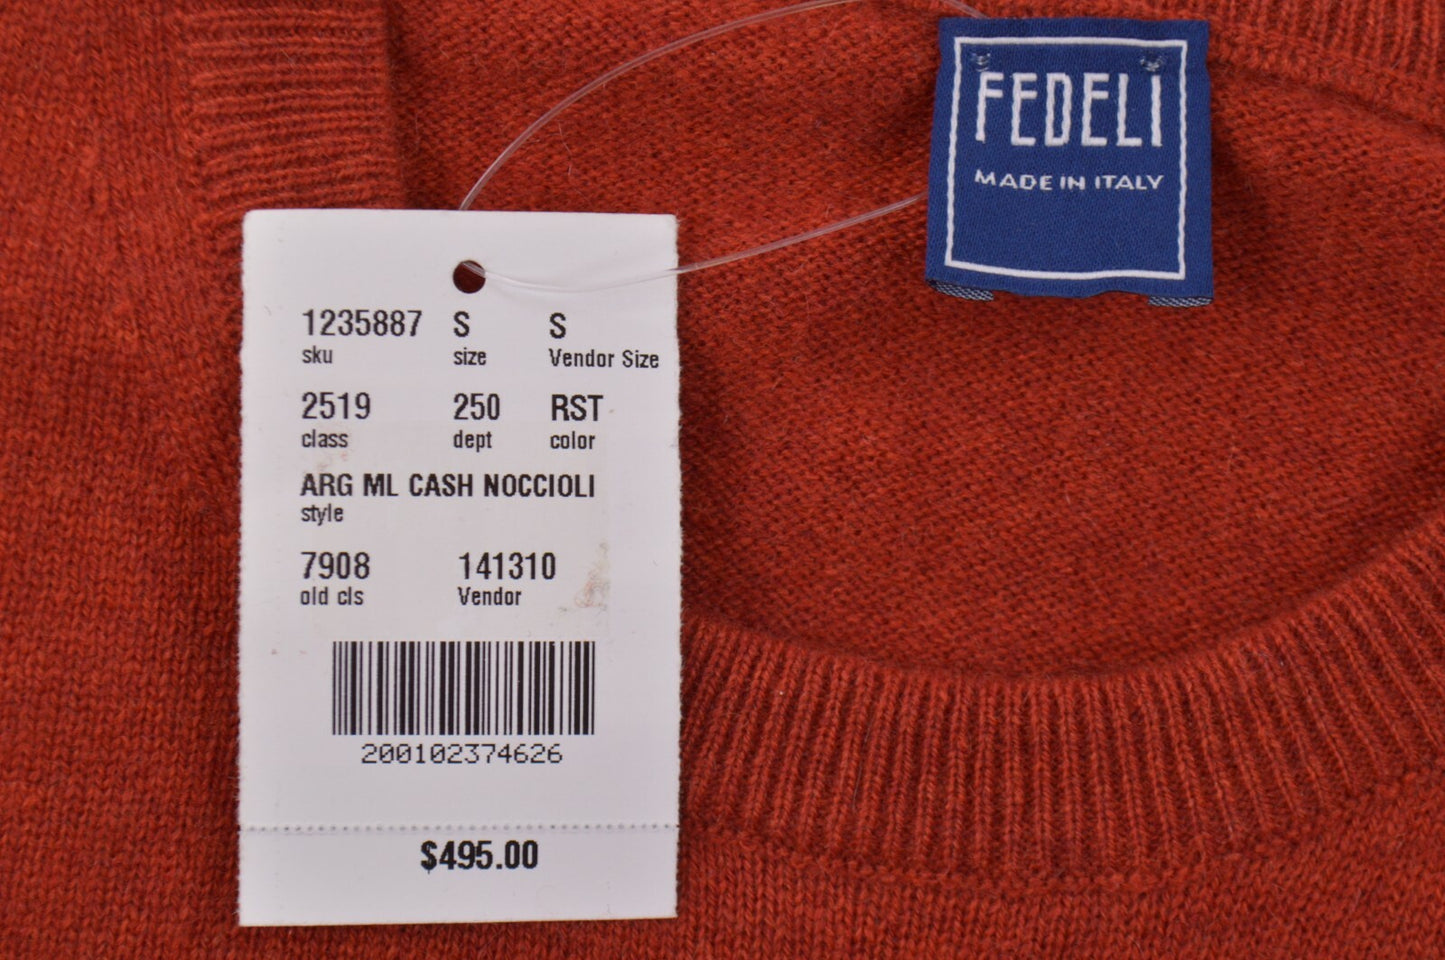 FEDELI
MADE IN ITALY
1235887 S S
sku size Vendor Size
2519 250 RST
class dept color
ARG ML CASH NOCCIOLI
style
7908 141310
old cls Vendor
200102374626
$495.00